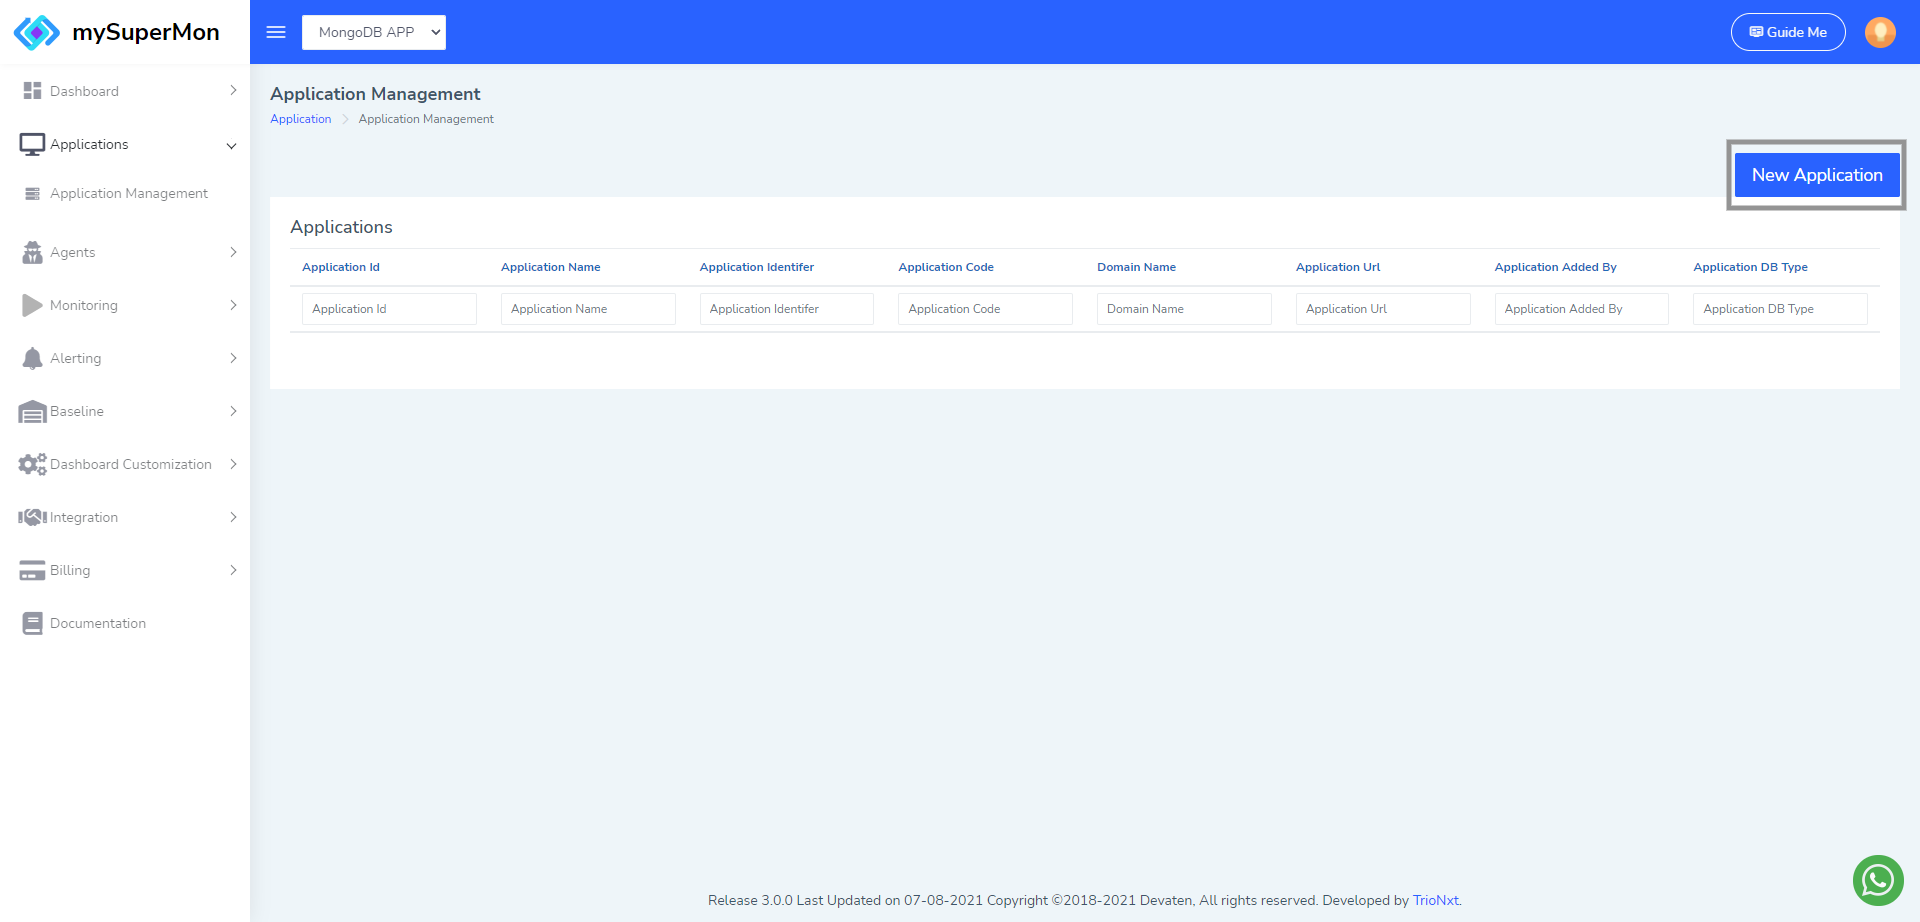 mySuperMon
MongoDB APP
Guide Me
Dashboard
Applications
Application Management
Agents
Monitoring
Alerting
Baseline
Dashboard Customization
Integration
Billing
Documentation
Application Management
Application Application Management
New Application
Applications
Application Id Application Name Application Identifer Application Code Domain Name Application Url Application Added By Application DB Type
Application Id Application Name Application Identifer Application Code Domain Name Application Url Application Added By Application DB Type
Release 3.0.0 Last Updated on 07-08-2021 Copyright ©2018-2021 Devaten, All rights reserved. Developed by TrioNxt.